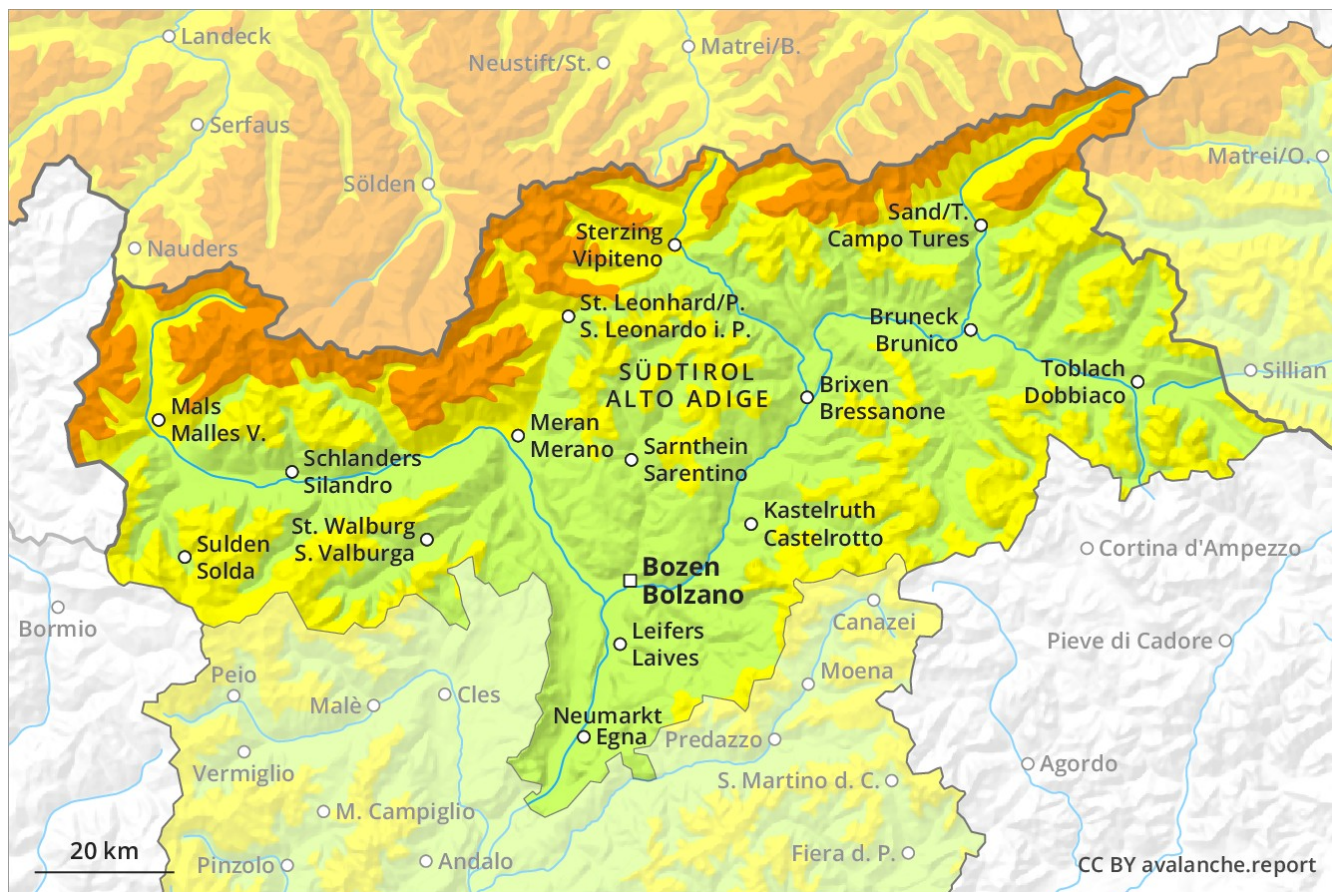 Landeck
Matrei/B.
Neustift/St.
Serfaus
Matrei/O.
Sölden
Sand/T.
Campo Tures
Sterzing
Vipiteno
Nauders
St. Leonhard/P.
S. Leonardo i. P.
Bruneck
Brunico
SÜDTIROL
ALTO ADIGE
Toblach
Dobbiaco
Sillian
Brixen
Bressanone
Mals
Malles V.
Meran
Merano
Sarnthein
Sarentino
Schlanders
Silandro
St. Walburg
S. Valburga
Kastelruth
Castelrotto
Sulden
Solda
Cortina d'Ampezzo
Bozen
Bolzano
Bormio
Canazei
Leifers
Laives
Pieve di Cadore
Peio
Moena
Malè
Cles
Neumarkt
Egna
Predazzo
Vermiglio
Agordo
S. Martino d. C.
M. Campiglio
20 km
Pinzolo
Andalo
Fiera d. P.
CC BY avalanche.report